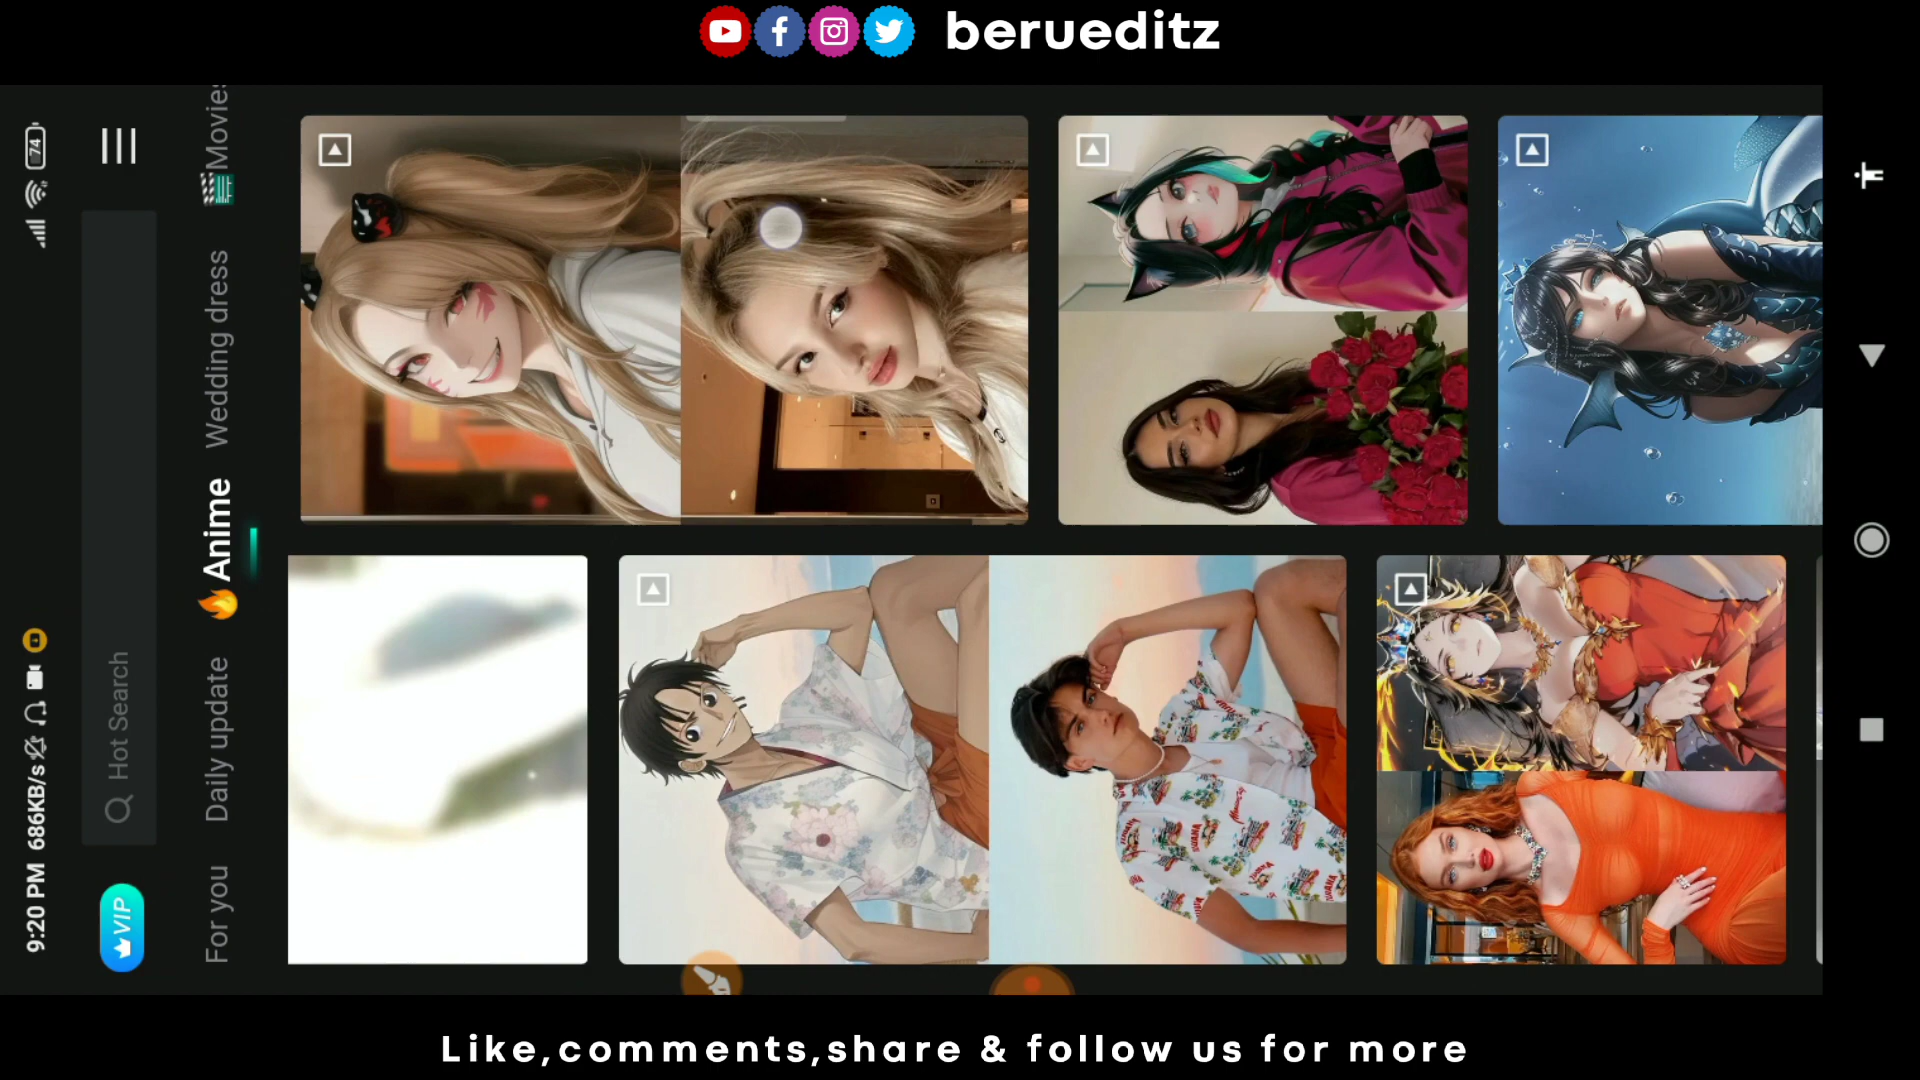 berueditz
9:20 PM 686KB/s
74
VIP
Hot Search
For you Daily update 🔥 Anime Wedding dress 🎬Movies
Like,comments,share & follow us for more